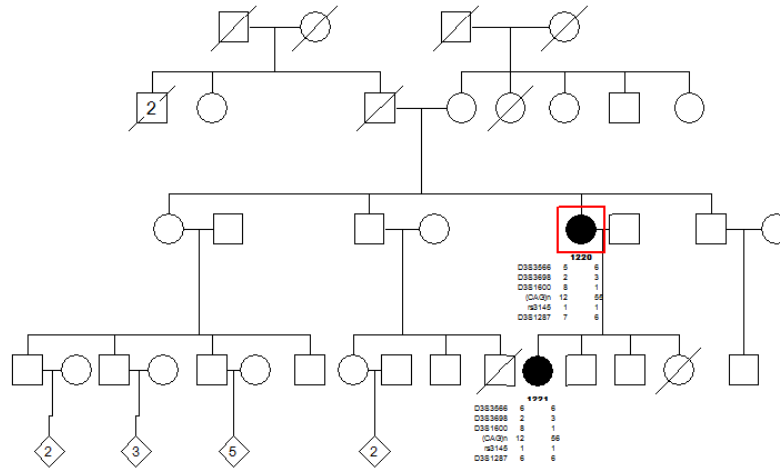 2
1220
D3S3566 5 6
D3S3698 2 3
D3S1600 8 1
(CAG)n 12 56
rs3145 1 1
D3S1287 7 6
1221
D3S3566 6 6
D3S3698 2 3
D3S1600 8 1
(CAG)n 12 56
rs3145 1 1
D3S1287 6 6
2 3 5 2